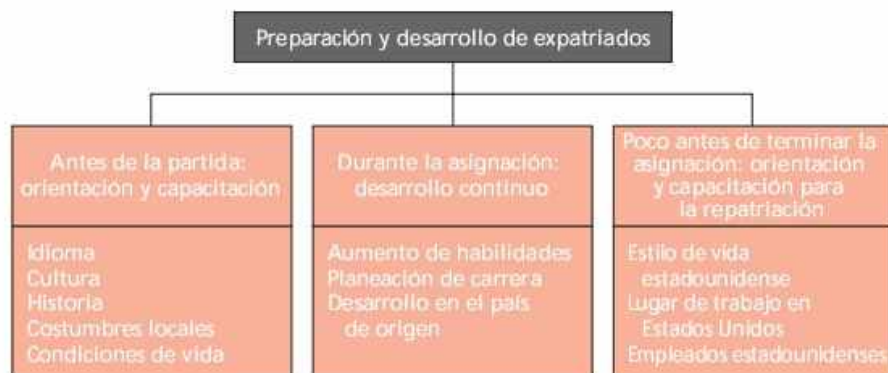 Preparación y desarrollo de expatriados
Antes de la partida:
orientación y capacitación
Idioma
Cultura
Historia
Costumbres locales
Condiciones de vida
Durante la asignación:
desarrollo continuo
Aumento de habilidades
Planeación de carrera
Desarrollo en el país
de origen
Poco antes de terminar la
asignación: orientación
y capacitación para
la repatriación
Estilo de vida
estadounidense
Lugar de trabajo en
Estados Unidos
Empleados estadounidenses